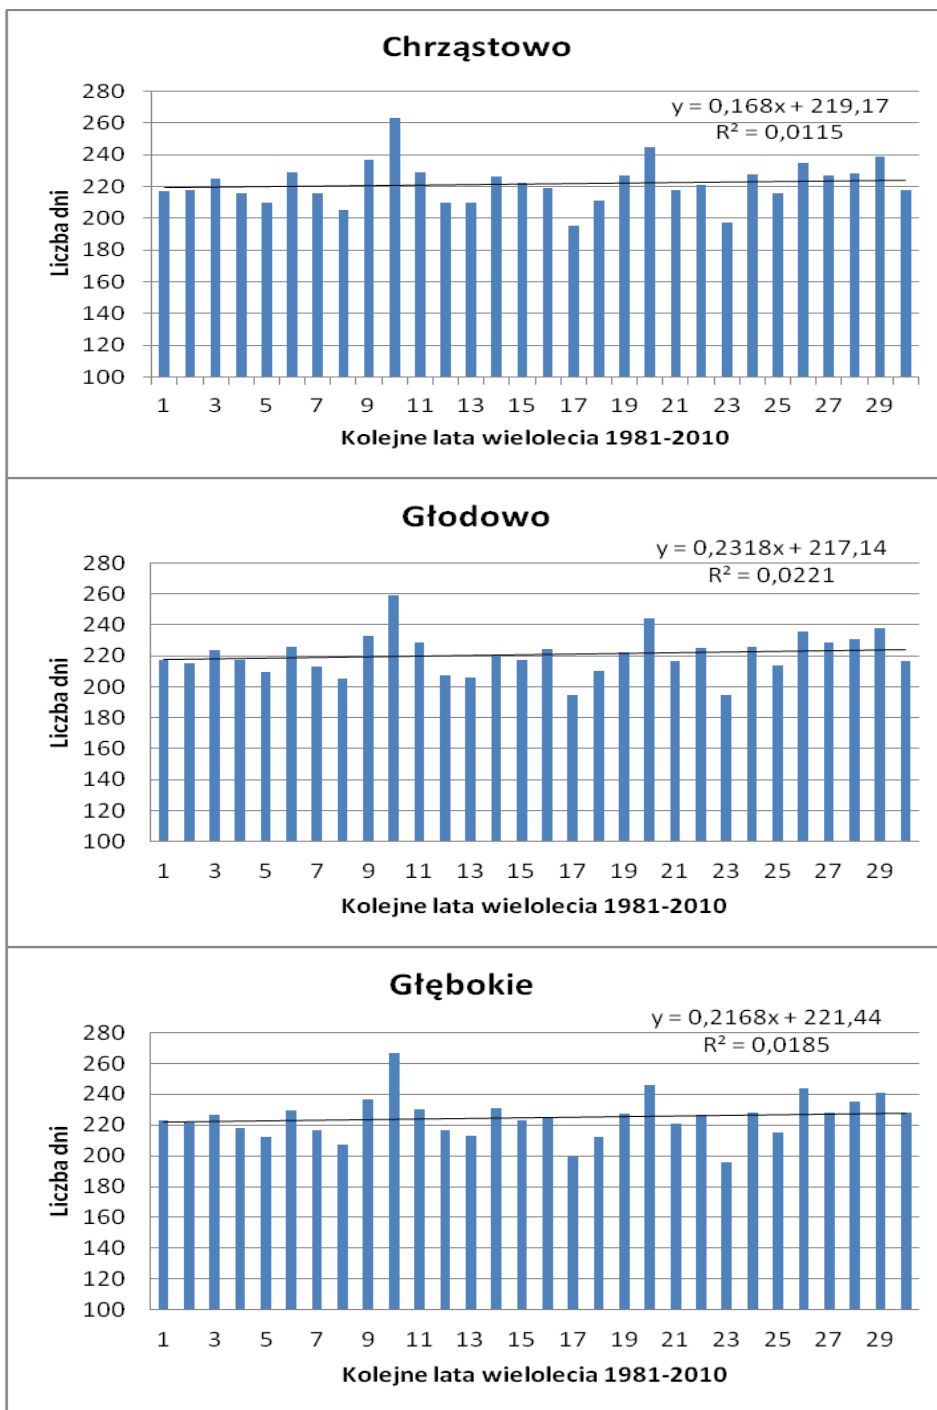 Chrząstowo
y = 0,168x + 219,17
R² = 0,0115
280
260
240
220
200
180
160
140
120
100
Liczba dni
1 3 5 7 9 11 13 15 17 19 21 23 25 27 29
Kolejne lata wielolecia 1981-2010
Głodowo
y = 0,2318x + 217,14
R² = 0,0221
280
260
240
220
200
180
160
140
120
100
Liczba dni
1 3 5 7 9 11 13 15 17 19 21 23 25 27 29
Kolejne lata wielolecia 1981-2010
Głębokie
y = 0,2168x + 221,44
R² = 0,0185
280
260
240
220
200
180
160
140
120
100
Liczba dni
1 3 5 7 9 11 13 15 17 19 21 23 25 27 29
Kolejne lata wielolecia 1981-2010